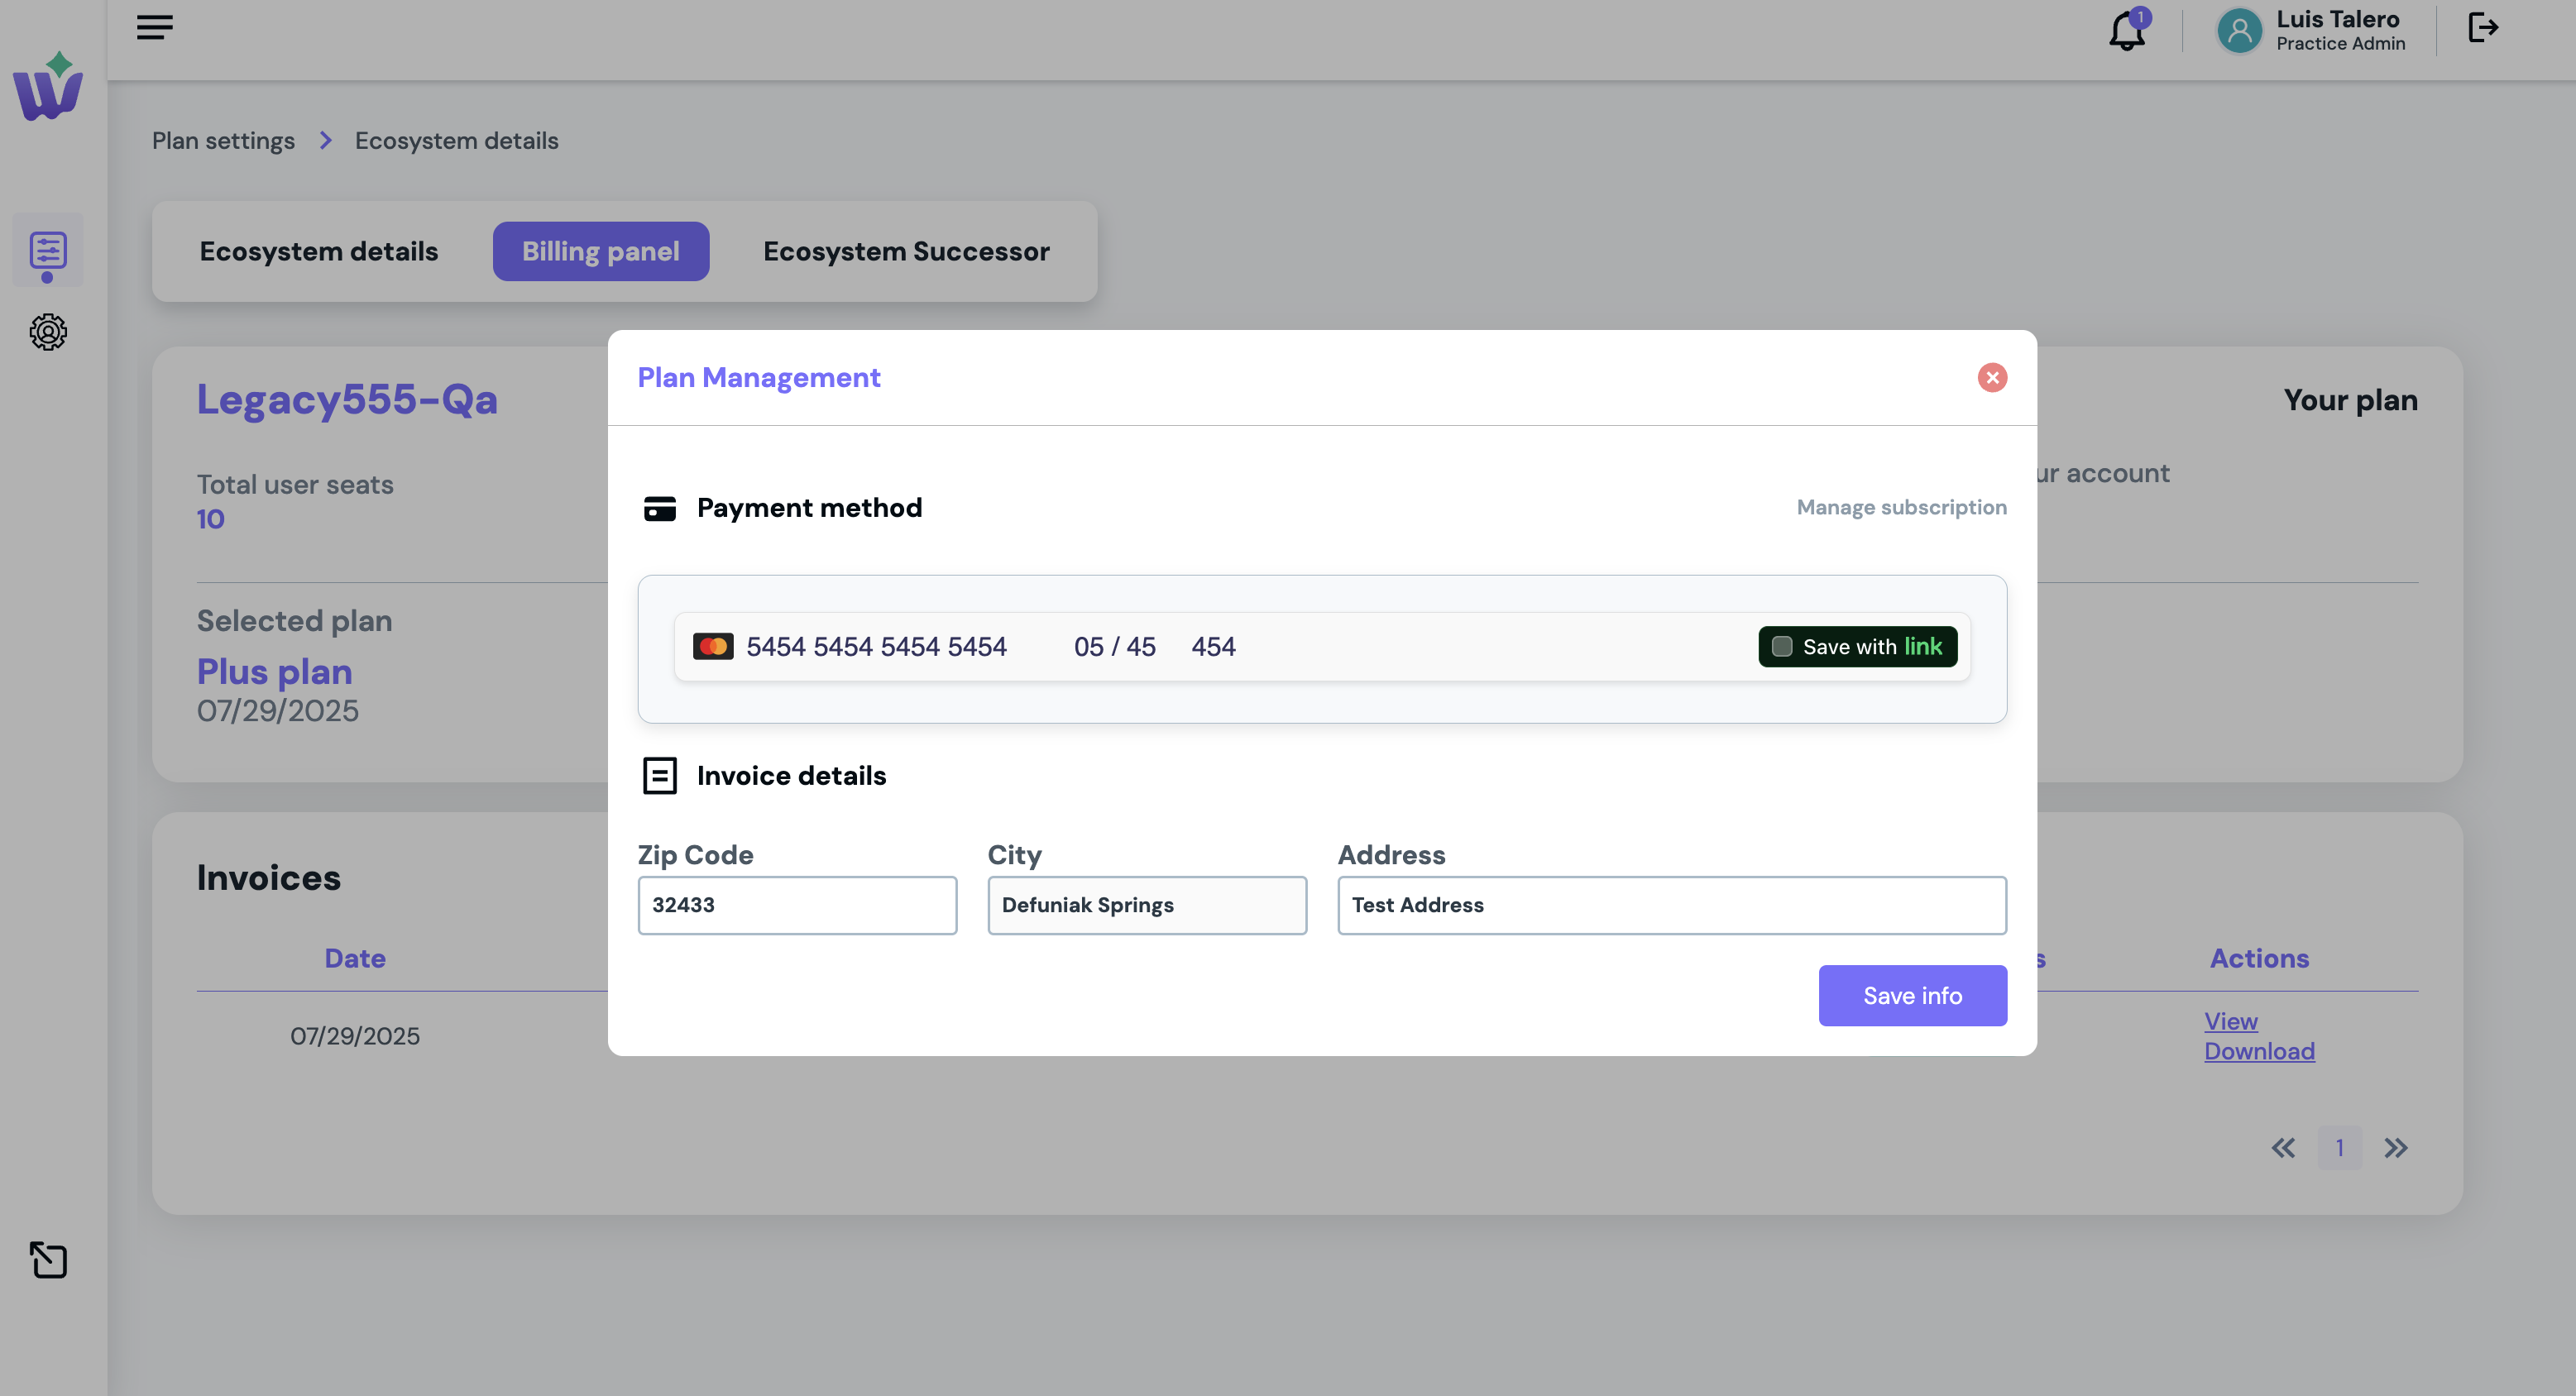 1
Luis Talero
Practice Admin
Plan settings
Ecosystem details
Ecosystem details
Billing panel
Ecosystem Successor
Legacy555-Qa
Your plan
Total user seats
10
account
Selected plan
Plus plan
07/29/2025
Plan Management
Payment method
Manage subscription
5454 5454 5454 5454 05 / 45 454
Save with link
Invoice details
Zip Code
City
Address
32433
Defuniak Springs
Test Address
Save info
Invoices
Date
Actions
07/29/2025
View
Download
1